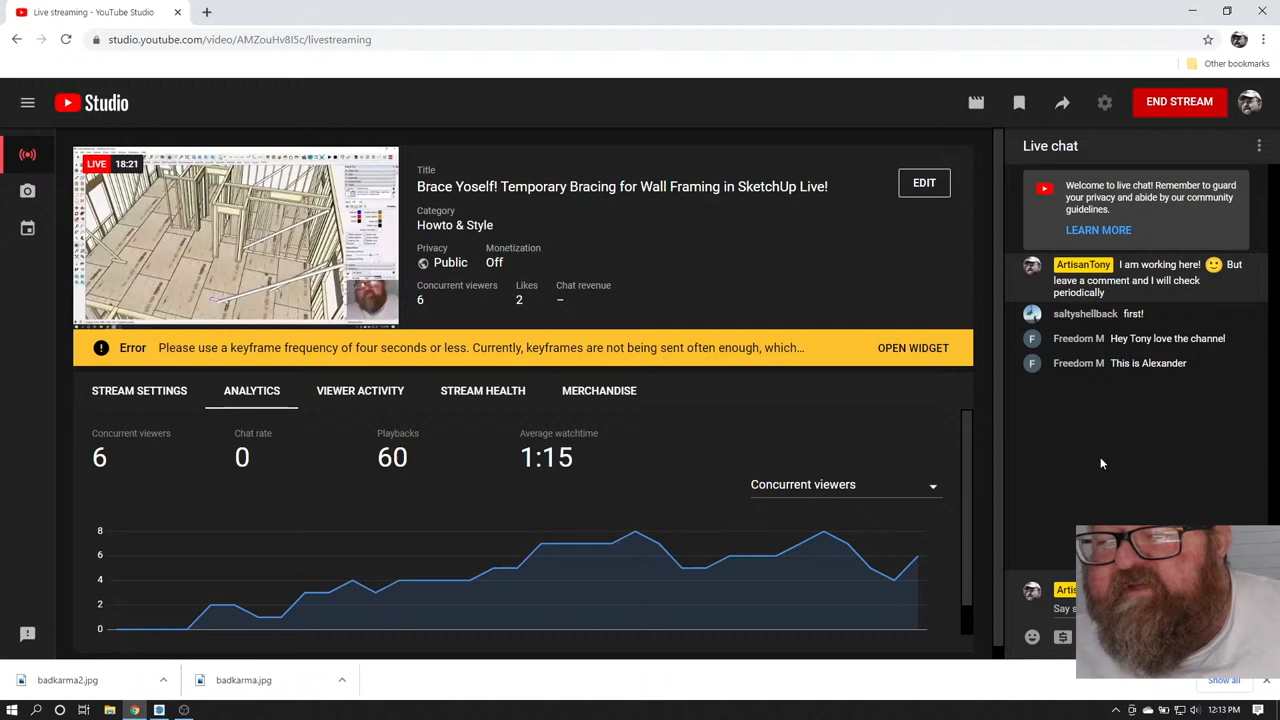 Live streaming - YouTube Studio
studio.youtube.com/video/AMZouHv8I5c/livestreaming
Other bookmarks
Studio
END STREAM
LIVE 18:21
Title
Brace Yoself! Temporary Bracing for Wall Framing in SketchUp Live!
EDIT
Category
Howto & Style
Privacy Monetization
Public Off
Concurrent viewers Likes Chat revenue
6 2 –
Error Please use a keyframe frequency of four seconds or less. Currently, keyframes are not being sent often enough, which... OPEN WIDGET
STREAM SETTINGS ANALYTICS VIEWER ACTIVITY STREAM HEALTH MERCHANDISE
Concurrent viewers Chat rate Playbacks Average watchtime
6 0 60 1:15
Concurrent viewers
8
6
4
2
0
Live chat
Welcome to live chat! Remember to guard
your privacy and abide by our community
guidelines.
LEARN MORE
ArtisanTony I am working here! 🙂 But
leave a comment and I will check
periodically
saltyshellback first!
F Freedom M Hey Tony love the channel
F Freedom M This is Alexander
Artis
Say s
badkarma2.jpg badkarma.jpg Show all
12:13 PM